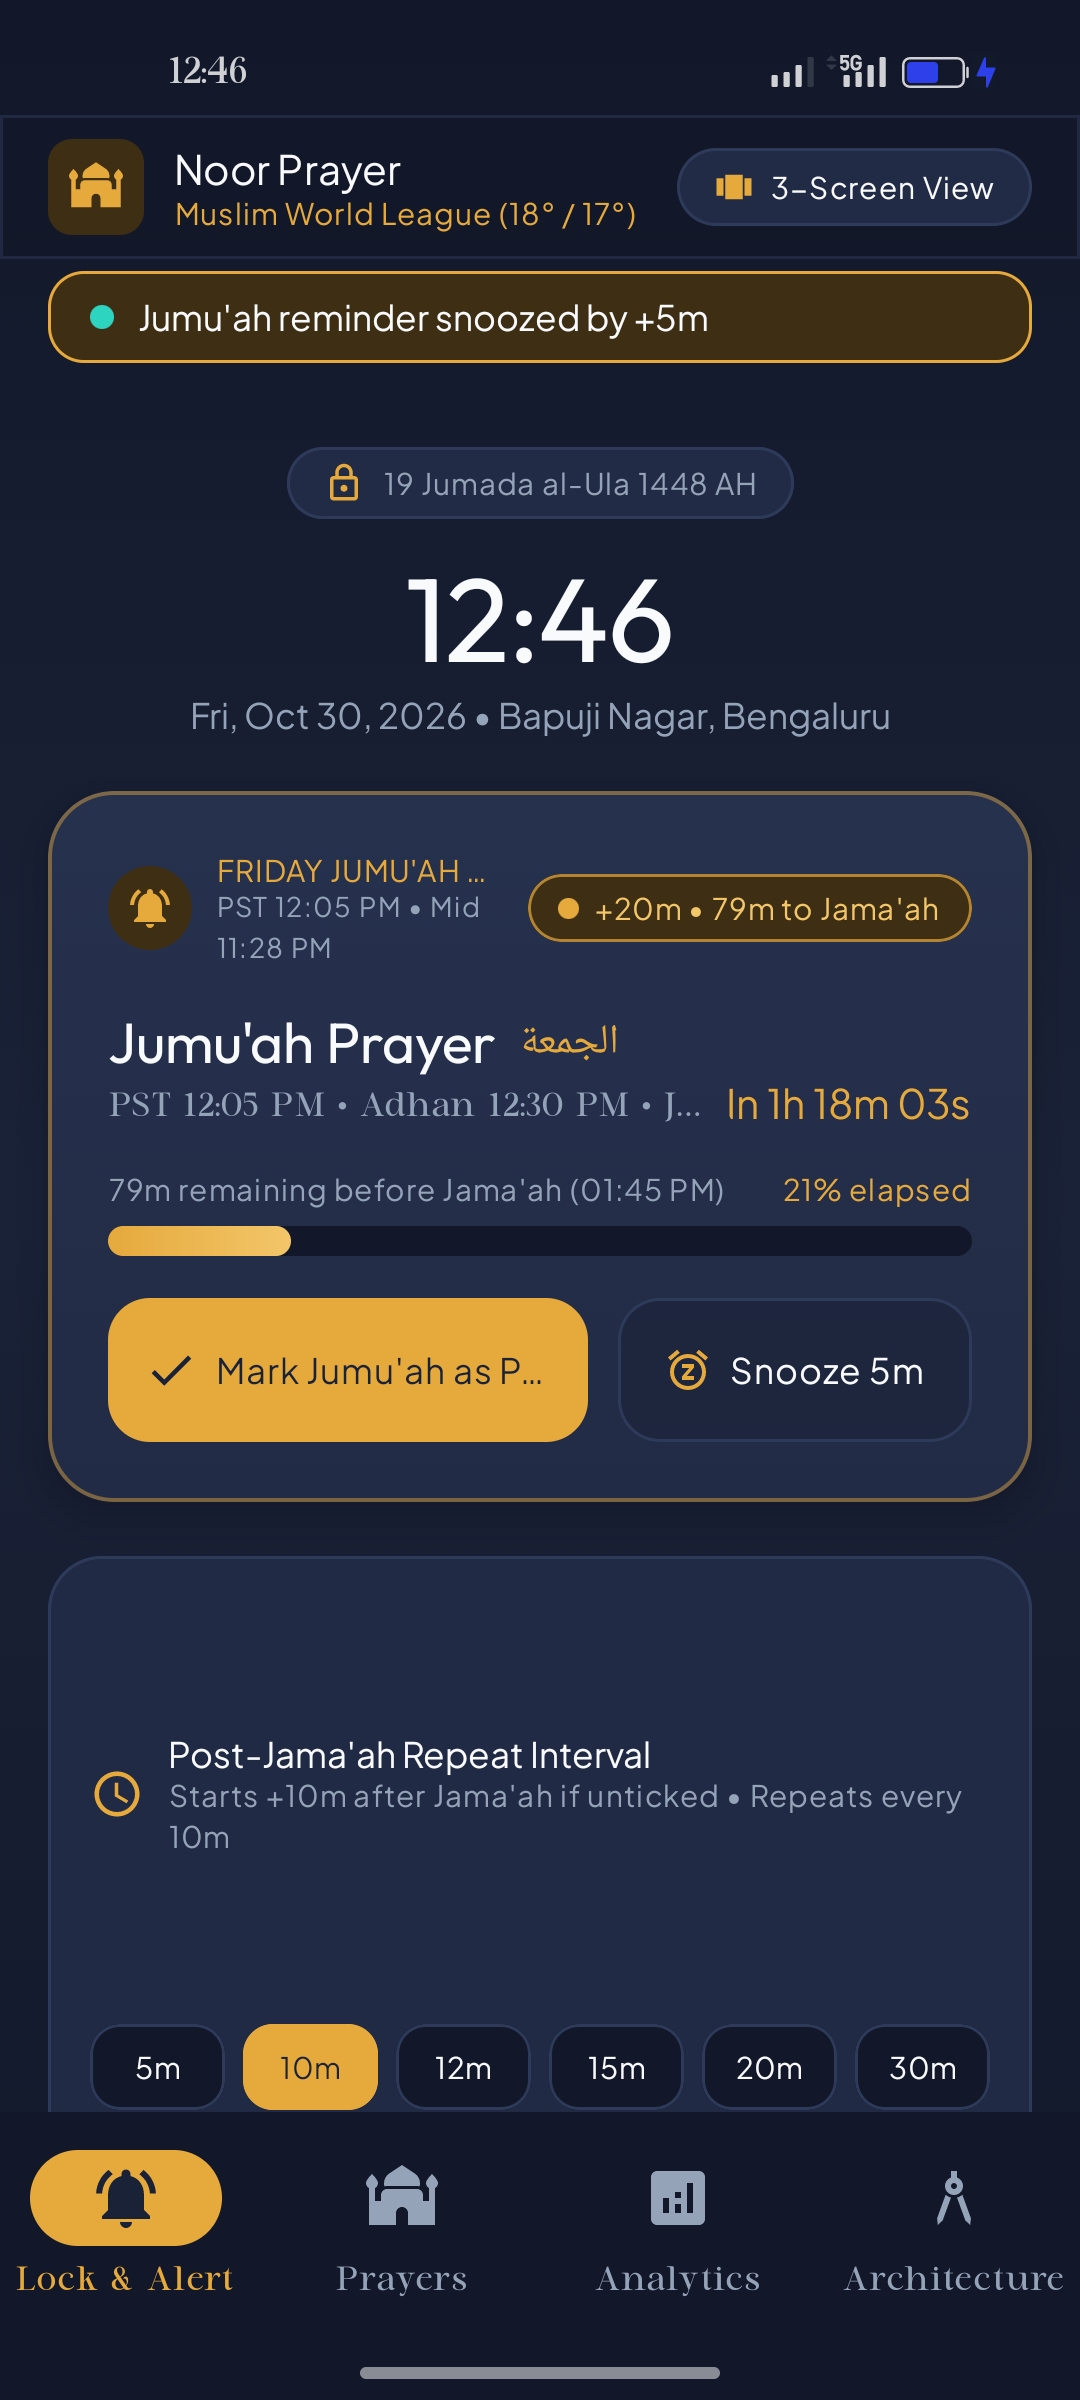 12:46
5G
Noor Prayer
Muslim World League (18° / 17°)
3-Screen View
Jumu'ah reminder snoozed by +5m
19 Jumada al-Ula 1448 AH
12:46
Fri, Oct 30, 2026 • Bapuji Nagar, Bengaluru
FRIDAY JUMU'AH ...
PST 12:05 PM • Mid
11:28 PM
+20m • 79m to Jama'ah
Jumu'ah Prayer الجمعة
PST 12:05 PM • Adhan 12:30 PM • J...
In 1h 18m 03s
79m remaining before Jama'ah (01:45 PM)
21% elapsed
Mark Jumu'ah as P...
Snooze 5m
Post-Jama'ah Repeat Interval
Starts +10m after Jama'ah if unticked • Repeats every
10m
5m 10m 12m 15m 20m 30m
Lock & Alert Prayers Analytics Architecture